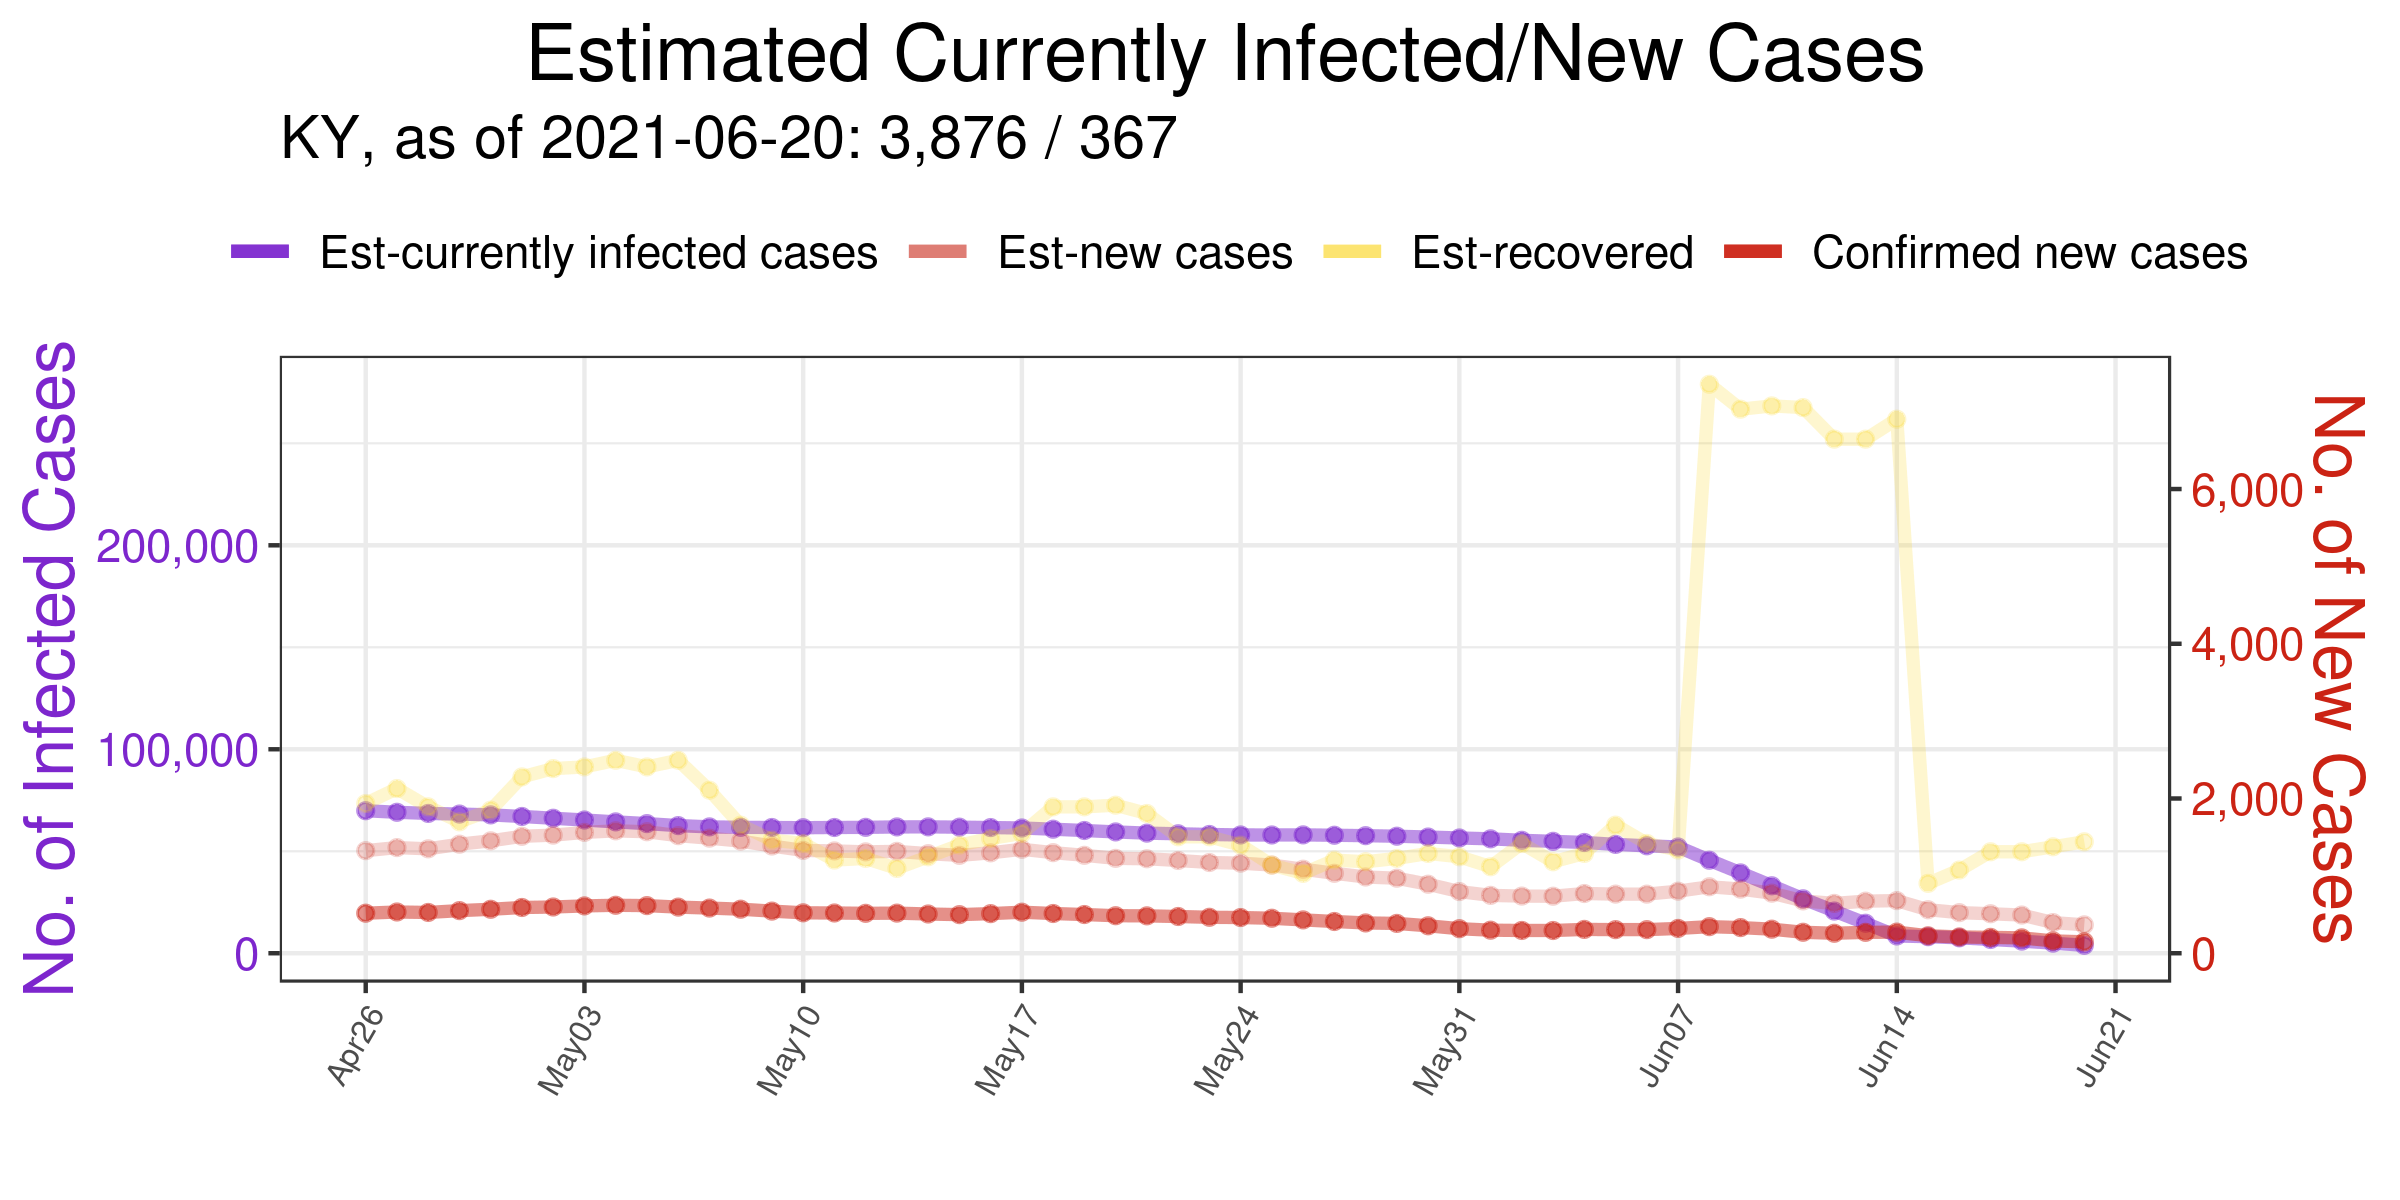 Estimated Currently Infected/New Cases
KY, as of 2021-06-20: 3,876 / 367
Est-currently infected cases Est-new cases Est-recovered Confirmed new cases
No. of Infected Cases
200,000
100,000
0
6,000
4,000
2,000
0
No. of New Cases
Apr26 May03 May10 May17 May24 May31 Jun07 Jun14 Jun21